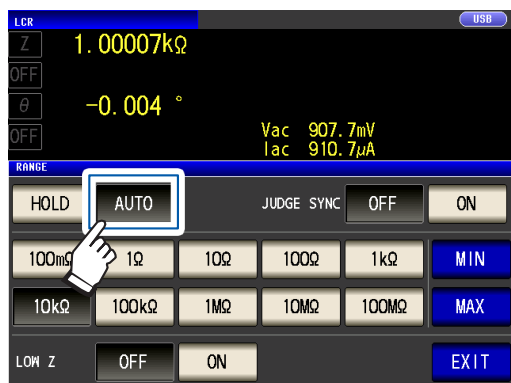 LCR USB
Z 1.00007kΩ
OFF
θ -0.004 °
OFF
Vac 907.7mV
Iac 910.7μA
RANGE
HOLD AUTO JUDGE SYNC OFF ON
100mΩ 1Ω 10Ω 100Ω 1kΩ MIN
10kΩ 100kΩ 1MΩ 10MΩ 100MΩ MAX
LOW Z OFF ON EXIT